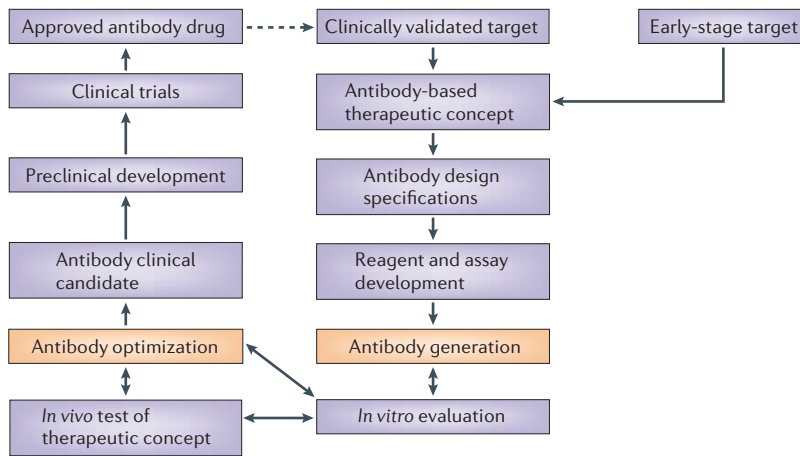 Approved antibody drug
Clinically validated target
Early-stage target
Clinical trials
Antibody-based
therapeutic concept
Preclinical development
Antibody design
specifications
Antibody clinical
candidate
Reagent and assay
development
Antibody optimization
Antibody generation
In vivo test of
therapeutic concept
In vitro evaluation